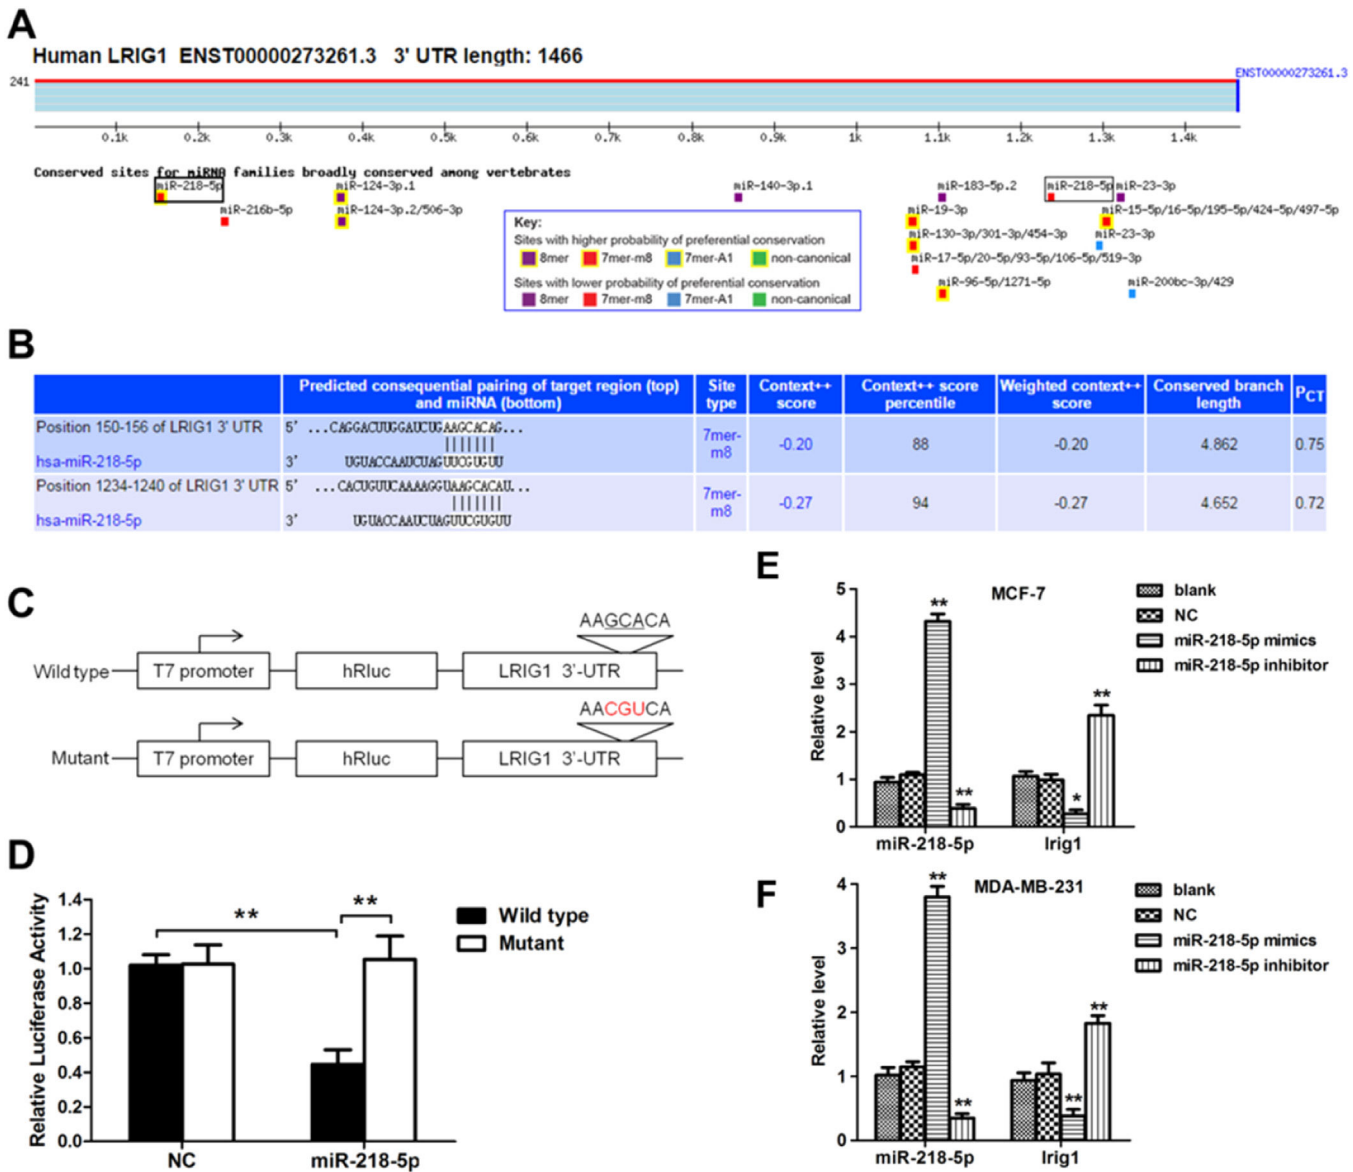 A
Human LRIG1 ENST00000273261.3 3' UTR length: 1466
ENST00000273261.3
241
0.1k 0.2k 0.3k 0.4k 0.5k 0.6k 0.7k 0.8k 0.9k 1k 1.1k 1.2k 1.3k 1.4k
Conserved sites for miRNA families broadly conserved among vertebrates
miR-218-5p miR-124-3p.1 miR-140-3p.1 miR-183-5p.2 miR-218-5p miR-23-3p
miR-216b-5p miR-124-3p.2/506-3p miR-19-3p miR-15-5p/16-5p/195-5p/424-5p/497-5p
miR-130-3p/301-3p/454-3p miR-23-3p
miR-17-5p/20-5p/93-5p/106-5p/519-3p
miR-96-5p/1271-5p miR-200bc-3p/429
Key:
Sites with higher probability of preferential conservation
8mer 7mer-m8 7mer-A1 non-canonical
Sites with lower probability of preferential conservation
8mer 7mer-m8 7mer-A1 non-canonical
B
Predicted consequential pairing of target region (top) and miRNA (bottom) Site type Context++ score Context++ score percentile Weighted context++ score Conserved branch length PCT
Position 150-156 of LRIG1 3' UTR 5' ...CAGGACUUGGAUCUGAAGCACAG... 7mer-m8 -0.20 88 -0.20 4.862 0.75
hsa-miR-218-5p 3' UGUACCAAUCUAGUUCGUGUU
Position 1234-1240 of LRIG1 3' UTR 5' ...CACUGUUCAAAAGGUAAGCACAU... 7mer-m8 -0.27 94 -0.27 4.652 0.72
hsa-miR-218-5p 3' UGUACCAAUCUAGUUCGUGUU
C
AAGCACA
Wild type T7 promoter hRluc LRIG1 3'-UTR
AACGUCA
Mutant T7 promoter hRluc LRIG1 3'-UTR
D
Relative Luciferase Activity
1.4
1.2
1.0
0.8
0.6
0.4
0.2
0.0
** **
Wild type
Mutant
NC miR-218-5p
E
MCF-7
Relative level
5
4
3
2
1
0
** ** * **
blank
NC
miR-218-5p mimics
miR-218-5p inhibitor
miR-218-5p lrig1
F
MDA-MB-231
Relative level
4
3
2
1
0
** ** ** **
blank
NC
miR-218-5p mimics
miR-218-5p inhibitor
miR-218-5p lrig1